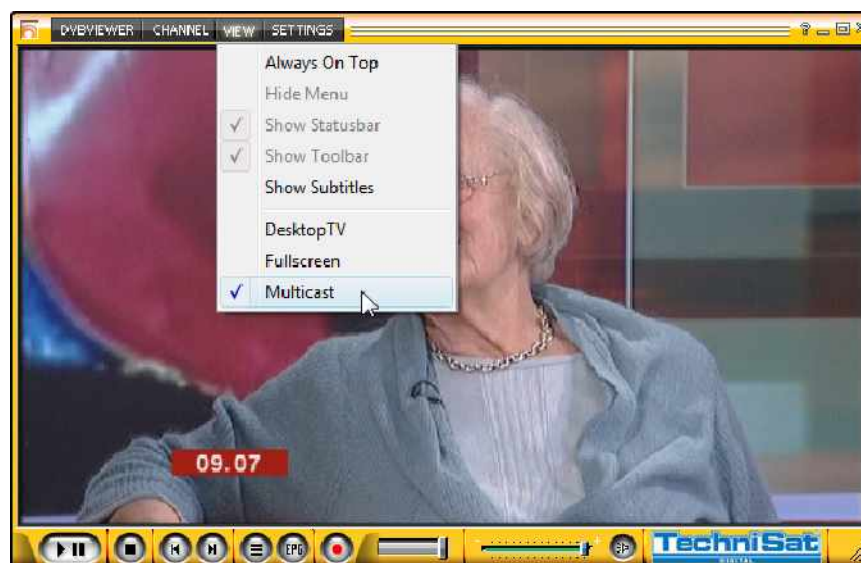 DVBVIEWER CHANNEL VIEW SETTINGS
Always On Top
Hide Menu
Show Statusbar
Show Toolbar
Show Subtitles
DesktopTV
Fullscreen
Multicast
09.07
EPG
TechniSat
DIGITAL